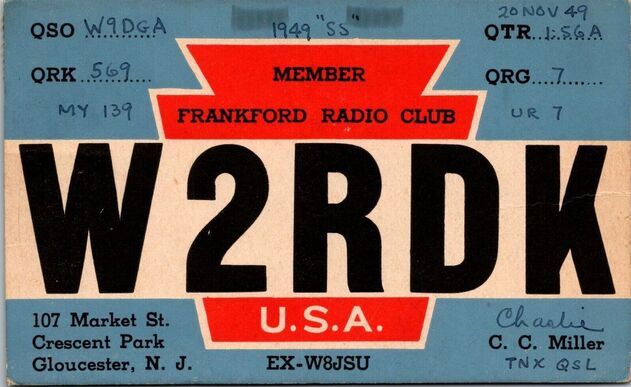 QSO W9DGA
1949 "SS"
20 NOV 49
QTR 1:56A
QRK 569
MEMBER
QRG 7
MY 139
FRANKFORD RADIO CLUB
UR 7
W2RDK
U.S.A.
107 Market St.
Crescent Park
Gloucester, N. J.
EX-W8JSU
Charlie
C. C. Miller
TNX QSL